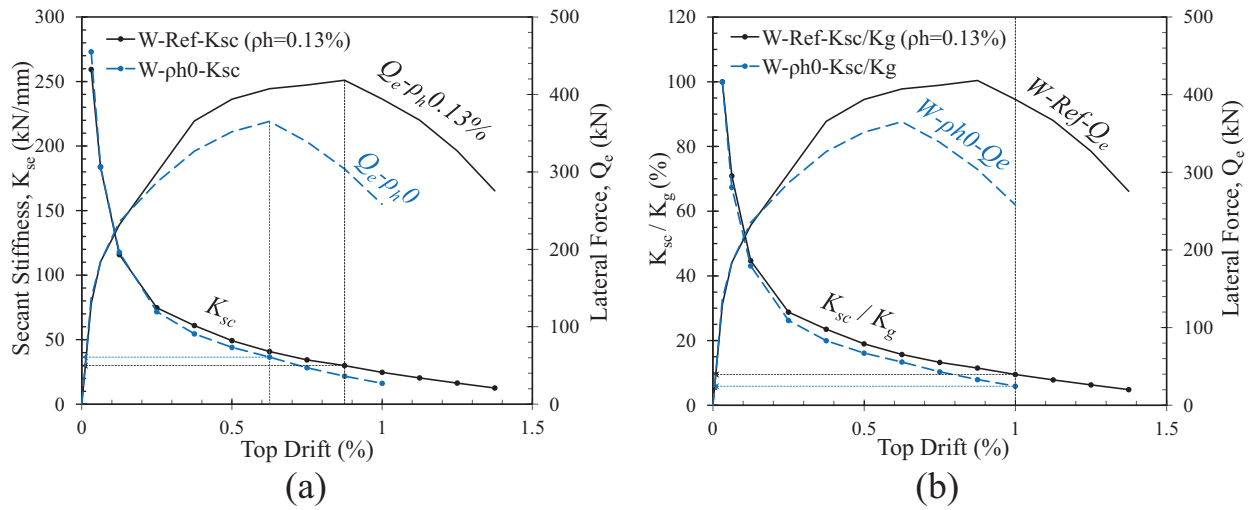 W-Ref-Ksc (ρh=0.13%)
W-ρh0-Ksc
Qe-ρh0.13%
Qe-ρh0
Ksc
Secant Stiffness, Kse (kN/mm)
300
250
200
150
100
50
0
Lateral Force, Qe (kN)
500
400
300
200
100
0
0
0.5
1
1.5
Top Drift (%)
(a)
W-Ref-Ksc/Kg (ρh=0.13%)
W-ρh0-Ksc/Kg
W-Ref-Qe
W-ρh0-Qe
Ksc / Kg
Ksc / Kg (%)
120
100
80
60
40
20
0
Lateral Force, Qe (kN)
500
400
300
200
100
0
0
0.5
1
1.5
Top Drift (%)
(b)